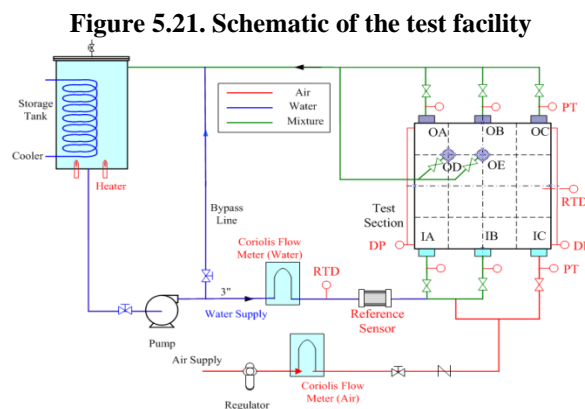 Figure 5.21. Schematic of the test facility
Air
Water
Mixture
Storage
Tank
Cooler
Heater
Bypass
Line
Coriolis Flow
Meter (Water)
RTD
3"
Water Supply
Reference
Sensor
Pump
Air Supply
Regulator
Coriolis Flow
Meter (Air)
Test
Section
OA
OB
OC
PT
OD
OE
RTD
IA
IB
IC
DP
D
PT